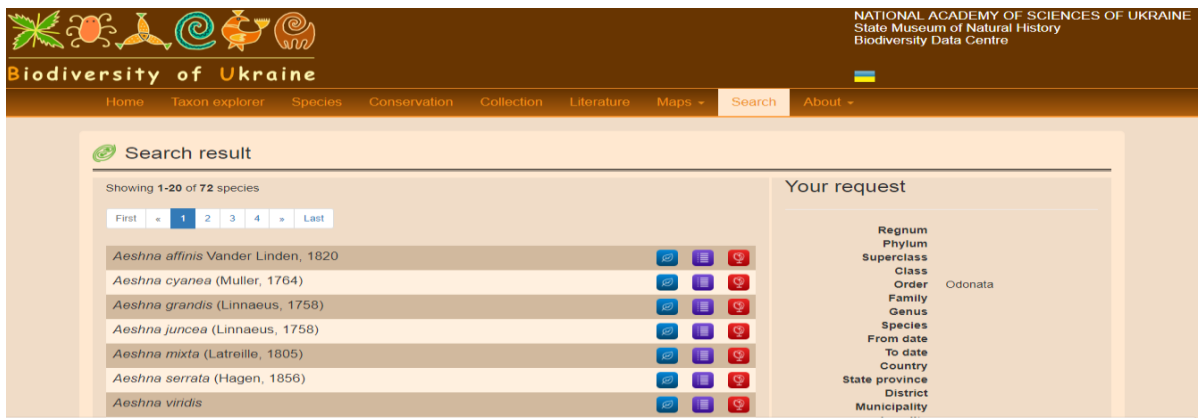 NATIONAL ACADEMY OF SCIENCES OF UKRAINE
State Museum of Natural History
Biodiversity Data Centre
Biodiversity of Ukraine
Home Taxon explorer Species Conservation Collection Literature Maps Search About
Search result
Showing 1-20 of 72 species
First « 1 2 3 4 » Last
Aeshna affinis Vander Linden, 1820
Aeshna cyanea (Muller, 1764)
Aeshna grandis (Linnaeus, 1758)
Aeshna juncea (Linnaeus, 1758)
Aeshna mixta (Latreille, 1805)
Aeshna serrata (Hagen, 1856)
Aeshna viridis
Your request
Regnum
Phylum
Superclass
Class
Order Odonata
Family
Genus
Species
From date
To date
Country
State province
District
Municipality